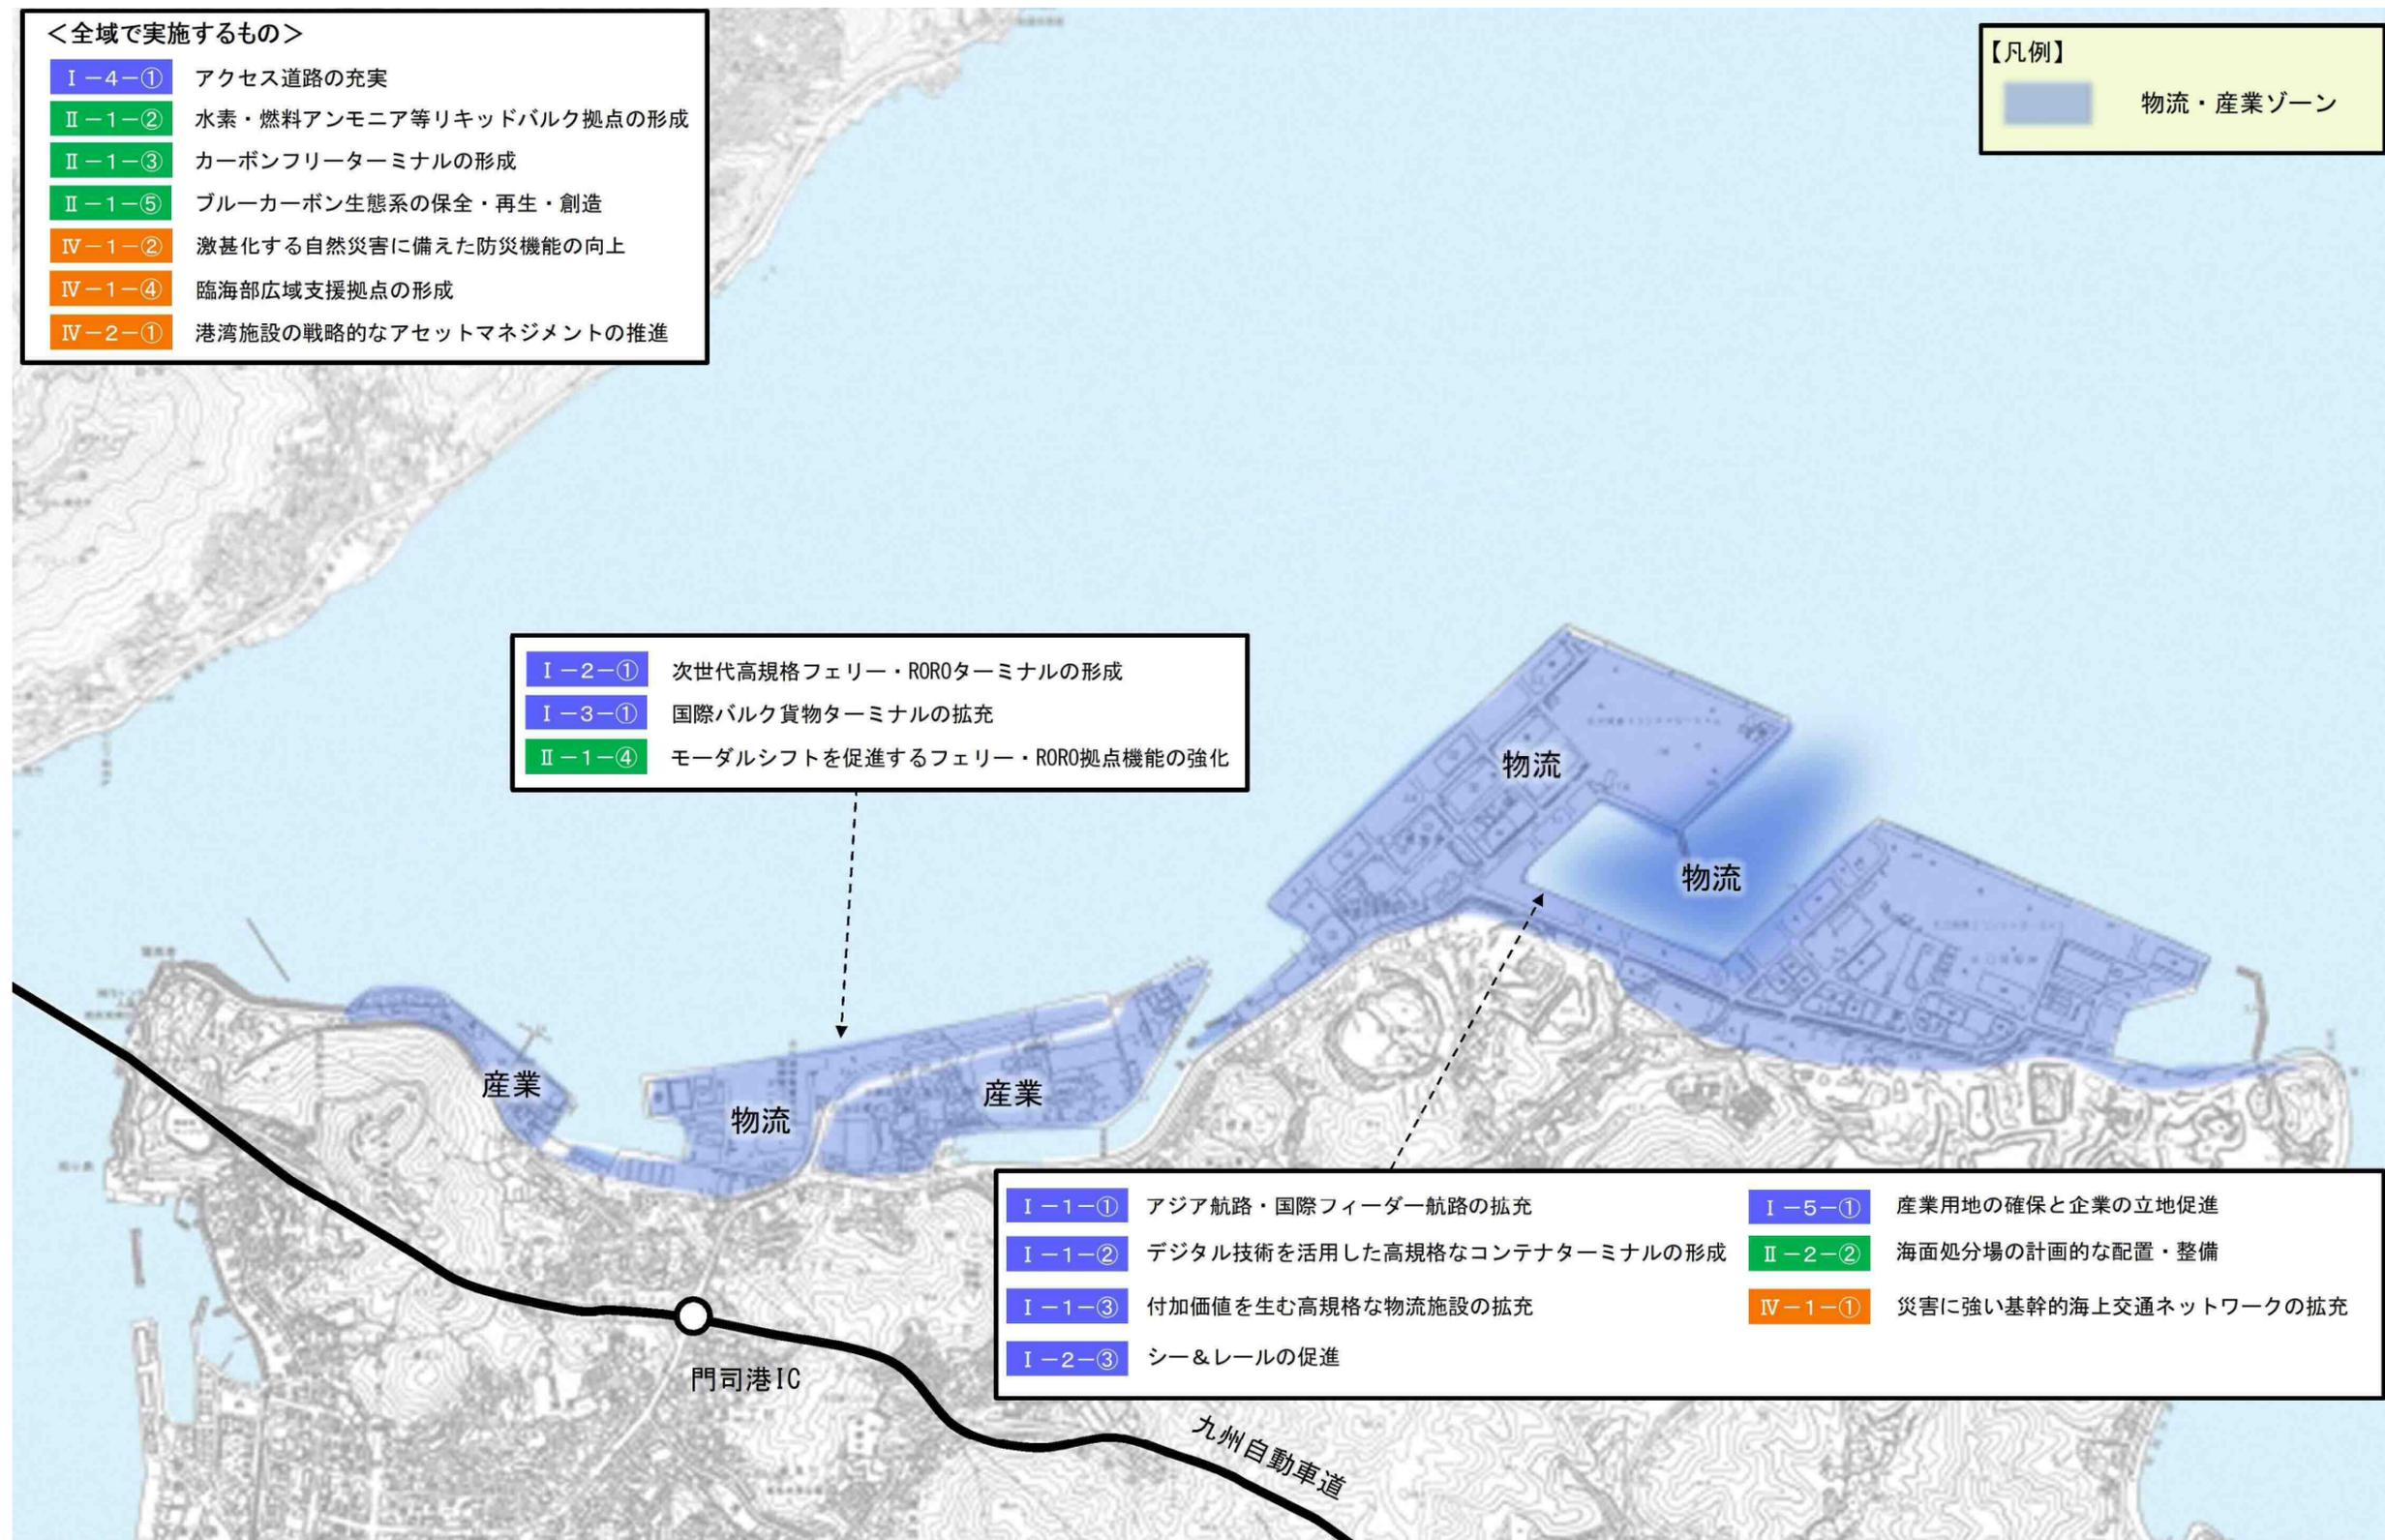 ＜全域で実施するもの＞
Ⅰ－4－① アクセス道路の充実
Ⅱ－1－② 水素・燃料アンモニア等リキッドバルク拠点の形成
Ⅱ－1－③ カーボンフリーターミナルの形成
Ⅱ－1－⑤ ブルーカーボン生態系の保全・再生・創造
Ⅳ－1－② 激甚化する自然災害に備えた防災機能の向上
Ⅳ－1－④ 臨海部広域支援拠点の形成
Ⅳ－2－① 港湾施設の戦略的なアセットマネジメントの推進
【凡例】
物流・産業ゾーン
Ⅰ－2－① 次世代高規格フェリー・ROROターミナルの形成
Ⅰ－3－① 国際バルク貨物ターミナルの拡充
Ⅱ－1－④ モーダルシフトを促進するフェリー・RORO拠点機能の強化
物流
物流
産業
物流
産業
Ⅰ－1－① アジア航路・国際フィーダー航路の拡充
Ⅰ－1－② デジタル技術を活用した高規格なコンテナターミナルの形成
Ⅰ－1－③ 付加価値を生む高規格な物流施設の拡充
Ⅰ－2－③ シー＆レールの促進
Ⅰ－5－① 産業用地の確保と企業の立地促進
Ⅱ－2－② 海面処分場の計画的な配置・整備
Ⅳ－1－① 災害に強い基幹的海上交通ネットワークの拡充
門司港IC
九州自動車道